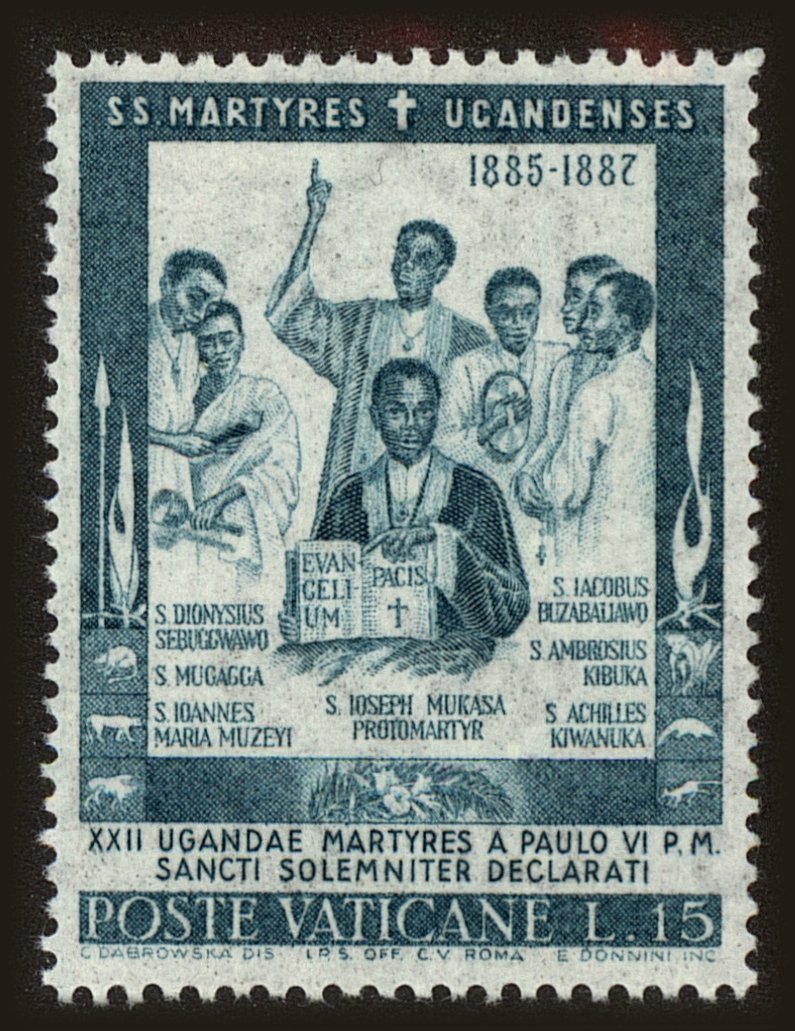 SS. MARTYRES ✝ UGANDENSES
1885-1887
EVAN
GELI-
UM
PACIS
✝
S. DIONYSIUS
SEBUGGWAWO
S. MUGAGGA
S. IOANNES
MARIA MUZEYI
S. IOSEPH MUKASA
PROTOMARTYR
S. IACOBUS
BUZABALIAWO
S. AMBROSIUS
KIBUKA
S ACHILLES
KIWANUKA
XXII UGANDAE MARTYRES A PAULO VI P.M.
SANCTI SOLEMNITER DECLARATI
POSTE VATICANE L. 15
C DABROWSKA DIS. I.P.S. OFF. C.V. ROMA E. DONNINI, INC.